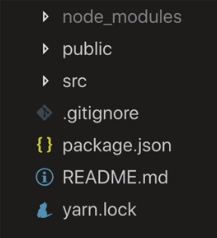 node_modules
public
src
.gitignore
package.json
README.md
yarn.lock